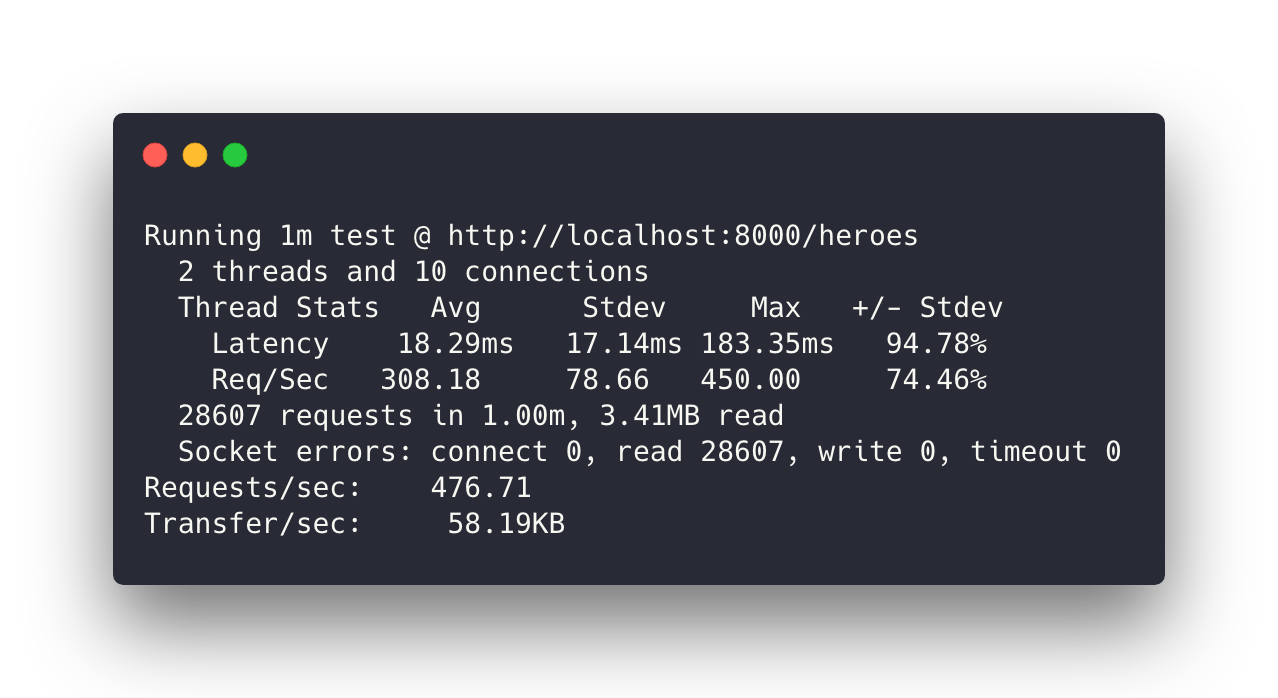 Running 1m test @ http://localhost:8000/heroes
  2 threads and 10 connections
  Thread Stats   Avg      Stdev     Max   +/- Stdev
    Latency    18.29ms   17.14ms 183.35ms   94.78%
    Req/Sec   308.18     78.66   450.00     74.46%
  28607 requests in 1.00m, 3.41MB read
  Socket errors: connect 0, read 28607, write 0, timeout 0
Requests/sec:    476.71
Transfer/sec:     58.19KB